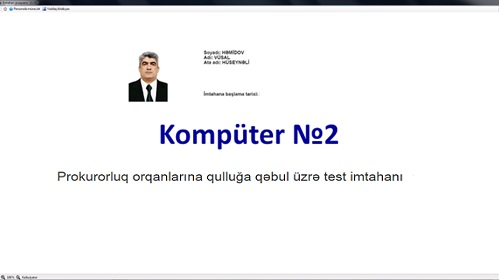 Soyadı: HƏMİDOV
Adı: VÜSAL
Ata adı: HÜSEYNƏLİ
İmtahana başlama tarixi:
Kompüter №2
Prokurorluq orqanlarına qulluğa qəbul üzrə test imtahanı